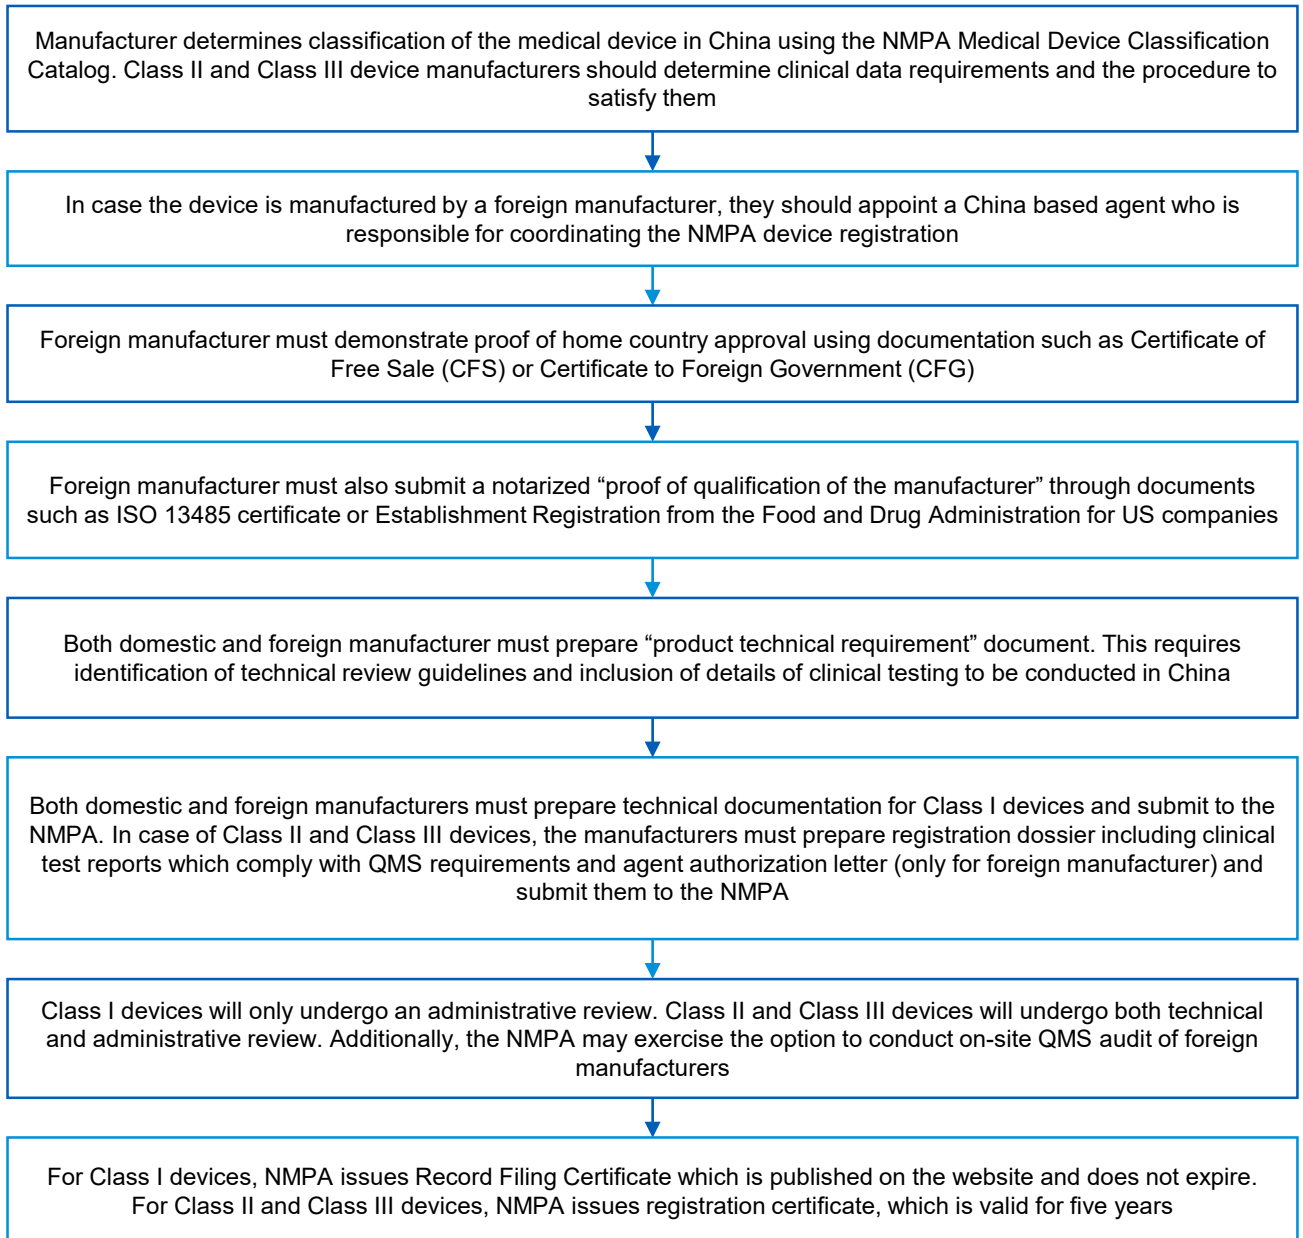 Manufacturer determines classification of the medical device in China using the NMPA Medical Device Classification
Catalog. Class II and Class III device manufacturers should determine clinical data requirements and the procedure to
satisfy them
In case the device is manufactured by a foreign manufacturer, they should appoint a China based agent who is
responsible for coordinating the NMPA device registration
Foreign manufacturer must demonstrate proof of home country approval using documentation such as Certificate of
Free Sale (CFS) or Certificate to Foreign Government (CFG)
Foreign manufacturer must also submit a notarized “proof of qualification of the manufacturer” through documents
such as ISO 13485 certificate or Establishment Registration from the Food and Drug Administration for US companies
Both domestic and foreign manufacturer must prepare “product technical requirement” document. This requires
identification of technical review guidelines and inclusion of details of clinical testing to be conducted in China
Both domestic and foreign manufacturers must prepare technical documentation for Class I devices and submit to the
NMPA. In case of Class II and Class III devices, the manufacturers must prepare registration dossier including clinical
test reports which comply with QMS requirements and agent authorization letter (only for foreign manufacturer) and
submit them to the NMPA
Class I devices will only undergo an administrative review. Class II and Class III devices will undergo both technical
and administrative review. Additionally, the NMPA may exercise the option to conduct on-site QMS audit of foreign
manufacturers
For Class I devices, NMPA issues Record Filing Certificate which is published on the website and does not expire.
For Class II and Class III devices, NMPA issues registration certificate, which is valid for five years